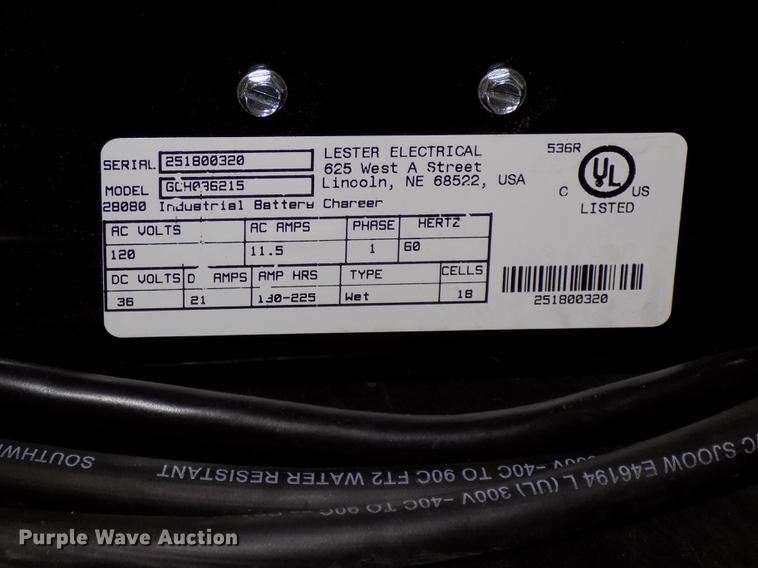 SERIAL 251800320
MODEL GCH036215
28080 Industrial Battery Charger
LESTER ELECTRICAL
625 West A Street
Lincoln, NE 68522, USA
536R
UL
C US
LISTED
AC VOLTS AC AMPS PHASE HERTZ
120 11.5 1 60
DC VOLTS D AMPS AMP HRS TYPE CELLS
36 21 130-225 Wet 18
251800320
SOUTHW
-40C TO 90C FT2 WATER RESISTANT
C SJOOW E46194 L (UL) 300V -40C TO 90C
Purple Wave Auction